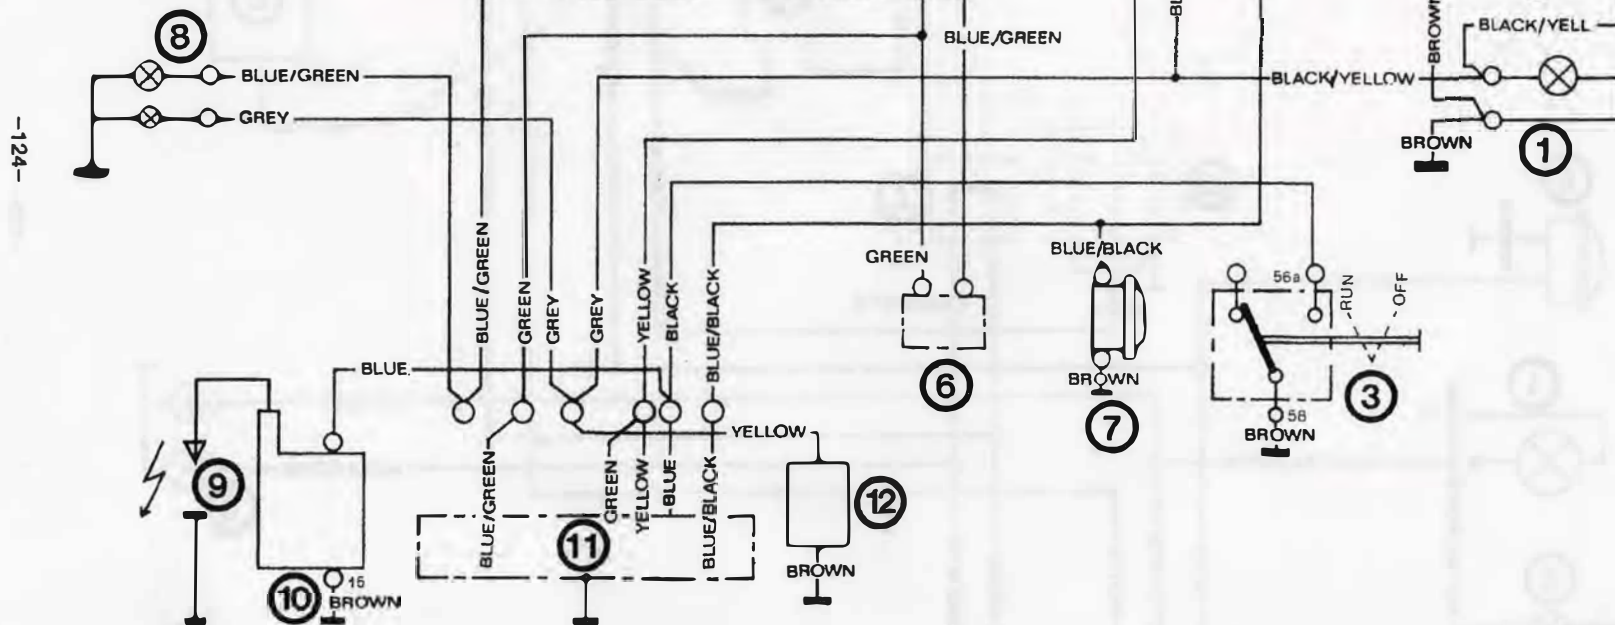 BLACK/YELL
BROWN
BL
8
BLUE/GREEN
BLUE/GREEN
BLACK/YELLOW
GREY
-124-
BROWN
1
BLUE/GREEN
GREEN
GREY
GREY
YELLOW
BLACK
BLUE/BLACK
GREEN
BLUE/BLACK
56a
RUN
OFF
BLUE
6
BROWN
7
3
58
BROWN
YELLOW
9
BLUE/GREEN
GREEN
YELLOW
BLUE
BLUE/BLACK
12
11
BROWN
10
15
BROWN